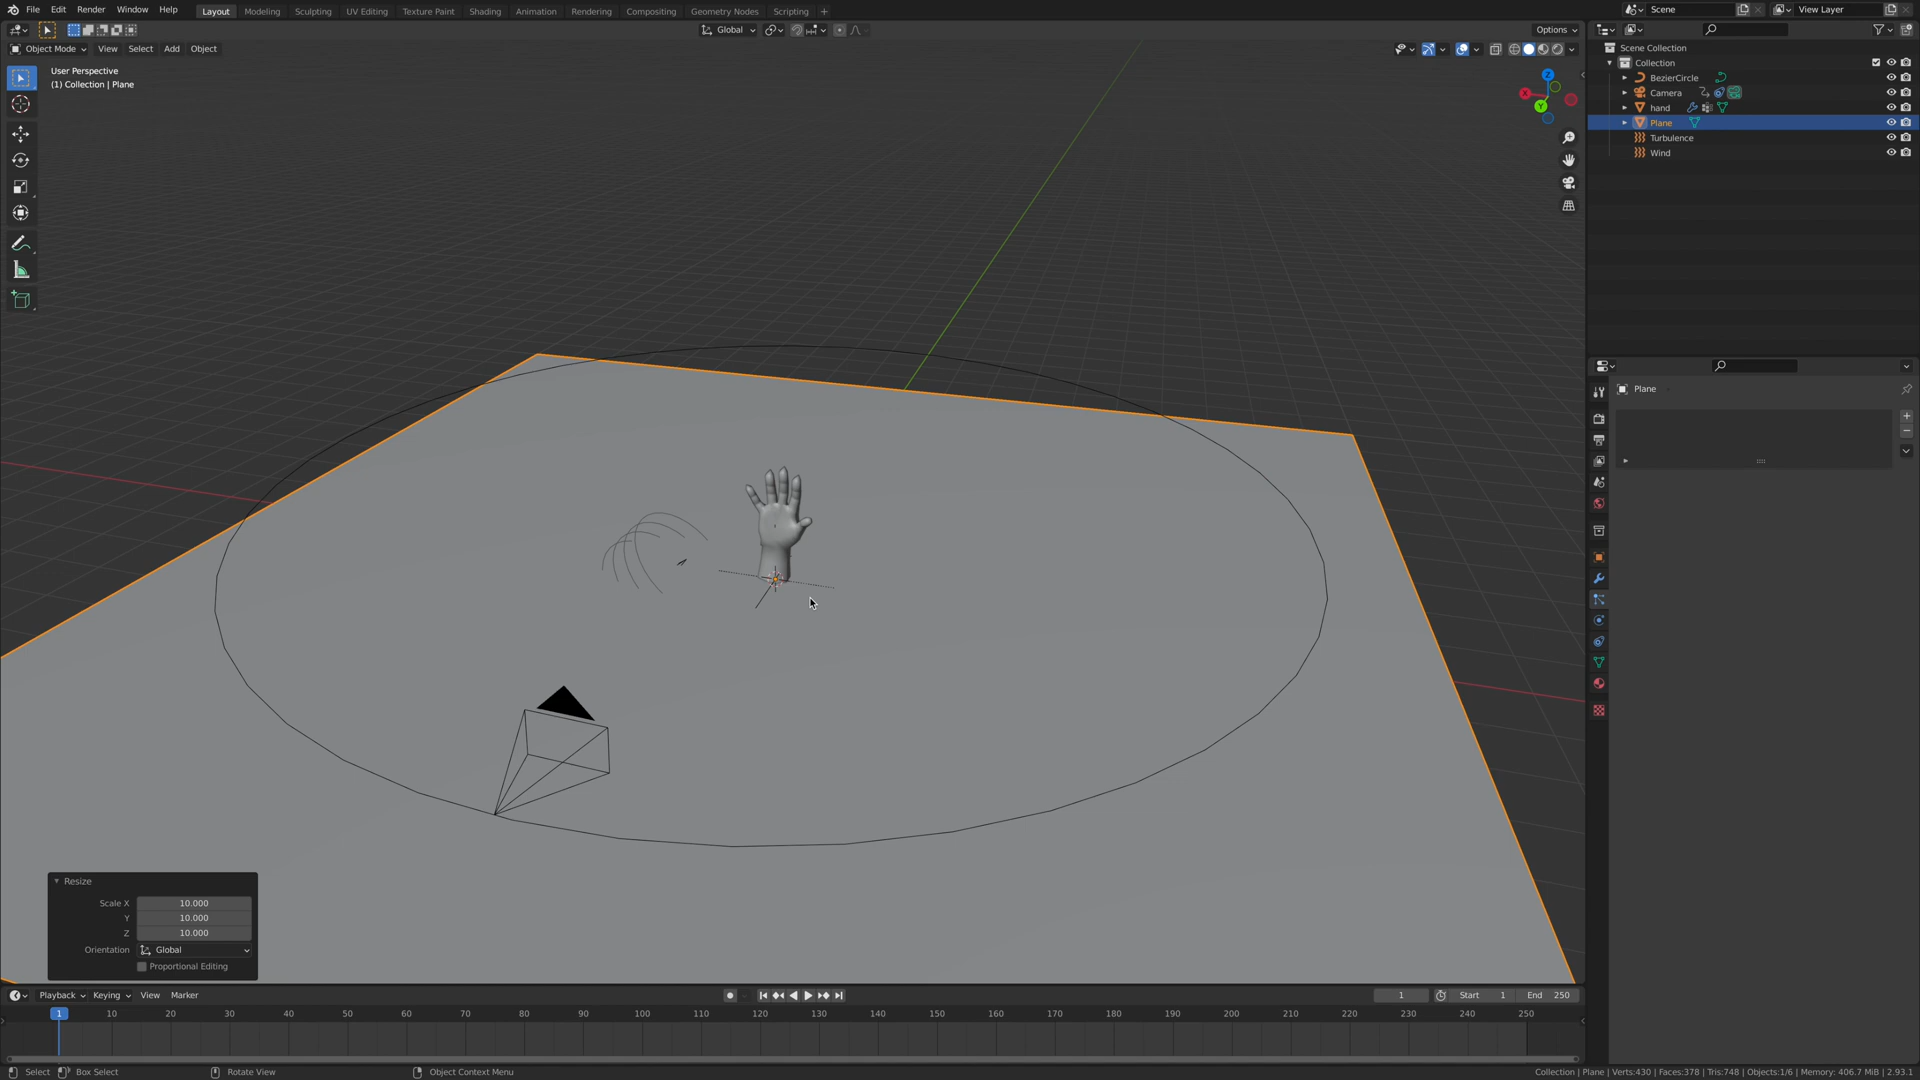 File Edit Render Window Help Layout Modeling Sculpting UV Editing Texture Paint Shading Animation Rendering Compositing Geometry Nodes Scripting + Scene View Layer
Global Options
Object Mode View Select Add Object
User Perspective
(1) Collection | Plane
Z
X
Y
Scene Collection
Collection
BezierCircle
Camera
hand
Plane
Turbulence
Wind
Plane
Resize
Scale X 10.000
Y 10.000
Z 10.000
Orientation Global
Proportional Editing
Playback Keying View Marker 1 Start 1 End 250
1 10 20 30 40 50 60 70 80 90 100 110 120 130 140 150 160 170 180 190 200 210 220 230 240 250
Select Box Select Rotate View Object Context Menu Collection | Plane | Verts:430 | Faces:378 | Tris:748 | Objects:1/6 | Memory: 406.7 MiB | 2.93.1